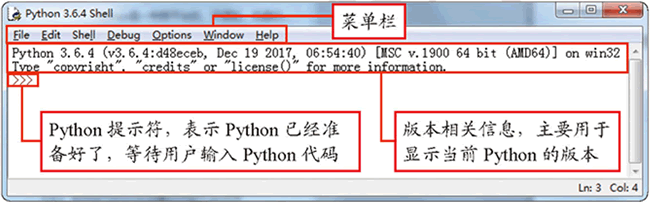 Python 3.6.4 Shell
File Edit Shell Debug Options Window Help
菜单栏
Python 3.6.4 (v3.6.4:d48eceb, Dec 19 2017, 06:54:40) [MSC v.1900 64 bit (AMD64)] on win32
Type "copyright", "credits" or "license()" for more information.
>>>
Python 提示符，表示 Python 已经准
备好了，等待用户输入 Python 代码
版本相关信息，主要用于
显示当前 Python 的版本
Ln: 3 Col: 4